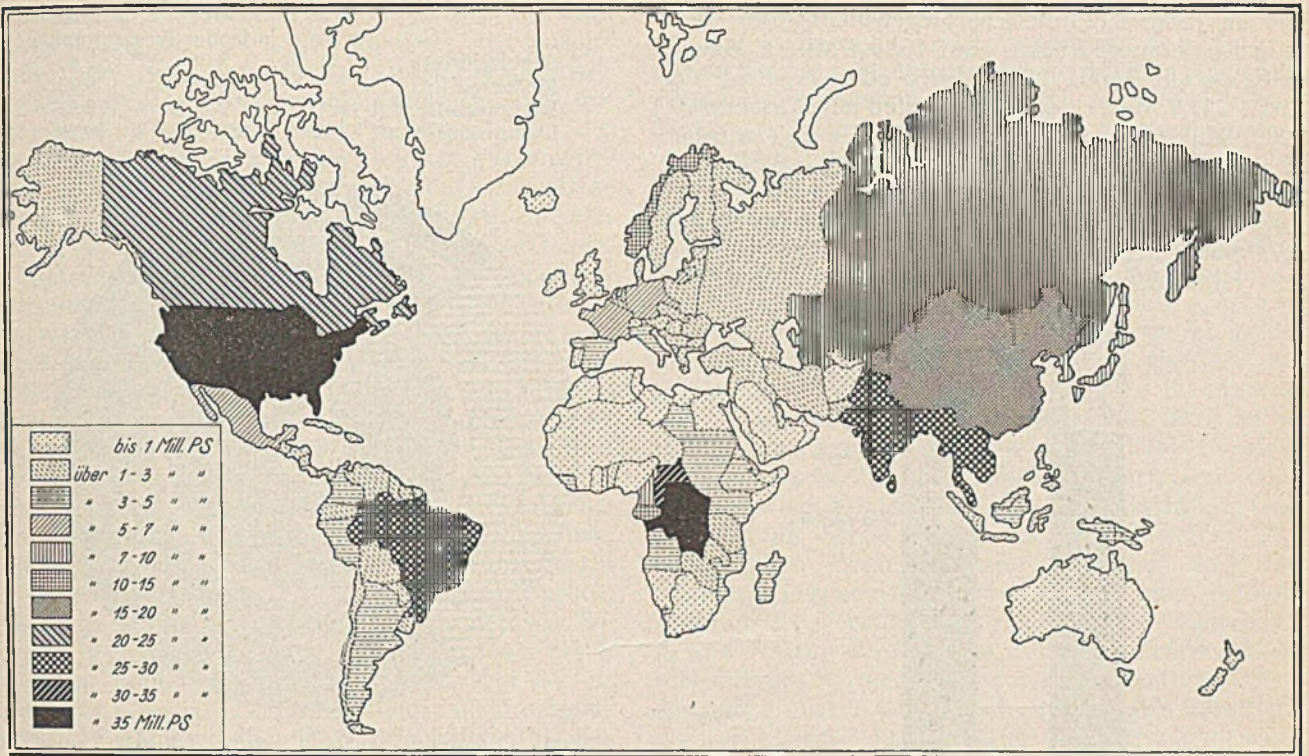 bis 1 Mill. PS
über 1-3 " "
" 3-5 " "
" 5-7 " "
" 7-10 " "
" 10-15 " "
" 15-20 " "
" 20-25 " "
" 25-30 " "
" 30-35 " "
" 35 Mill. PS